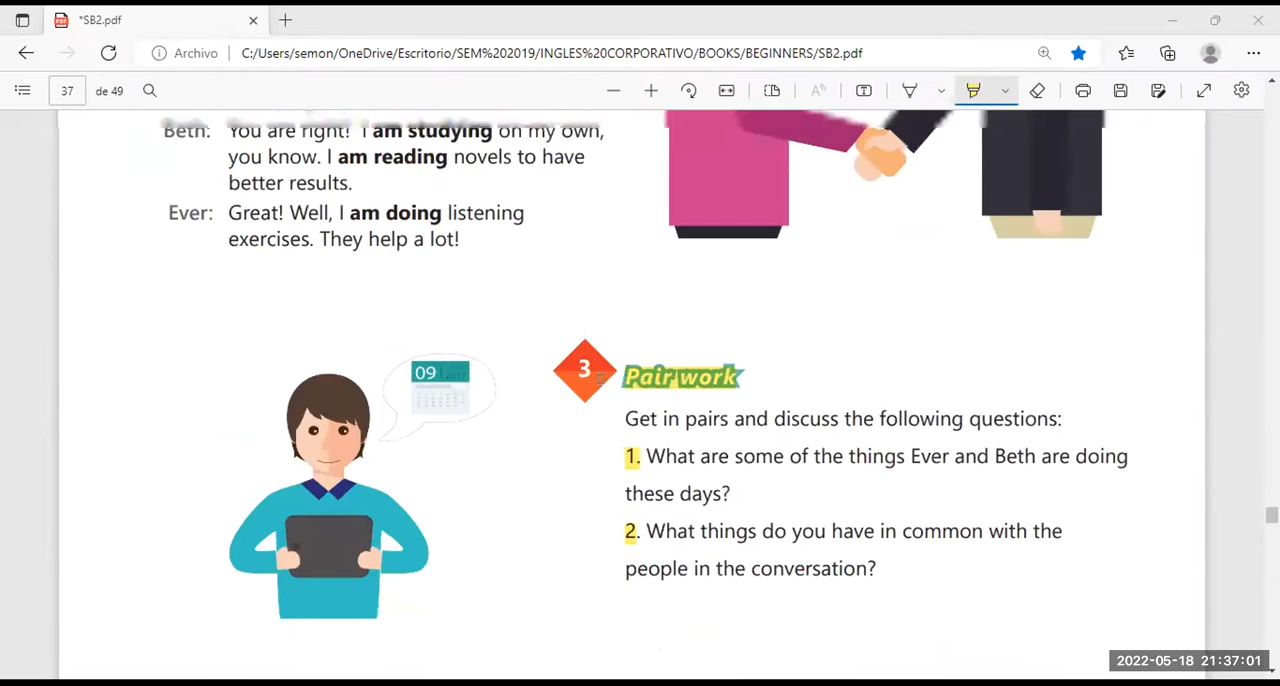 *SB2.pdf
Archivo
C:/Users/semon/OneDrive/Escritorio/SEM%202019/INGLES%20CORPORATIVO/BOOKS/BEGINNERS/SB2.pdf
37 de 49
Beth: You are right! I am studying on my own,
you know. I am reading novels to have
better results.
Ever: Great! Well, I am doing listening
exercises. They help a lot!
09
3
Pair work
Get in pairs and discuss the following questions:
1. What are some of the things Ever and Beth are doing
these days?
2. What things do you have in common with the
people in the conversation?
2022-05-18 21:37:01